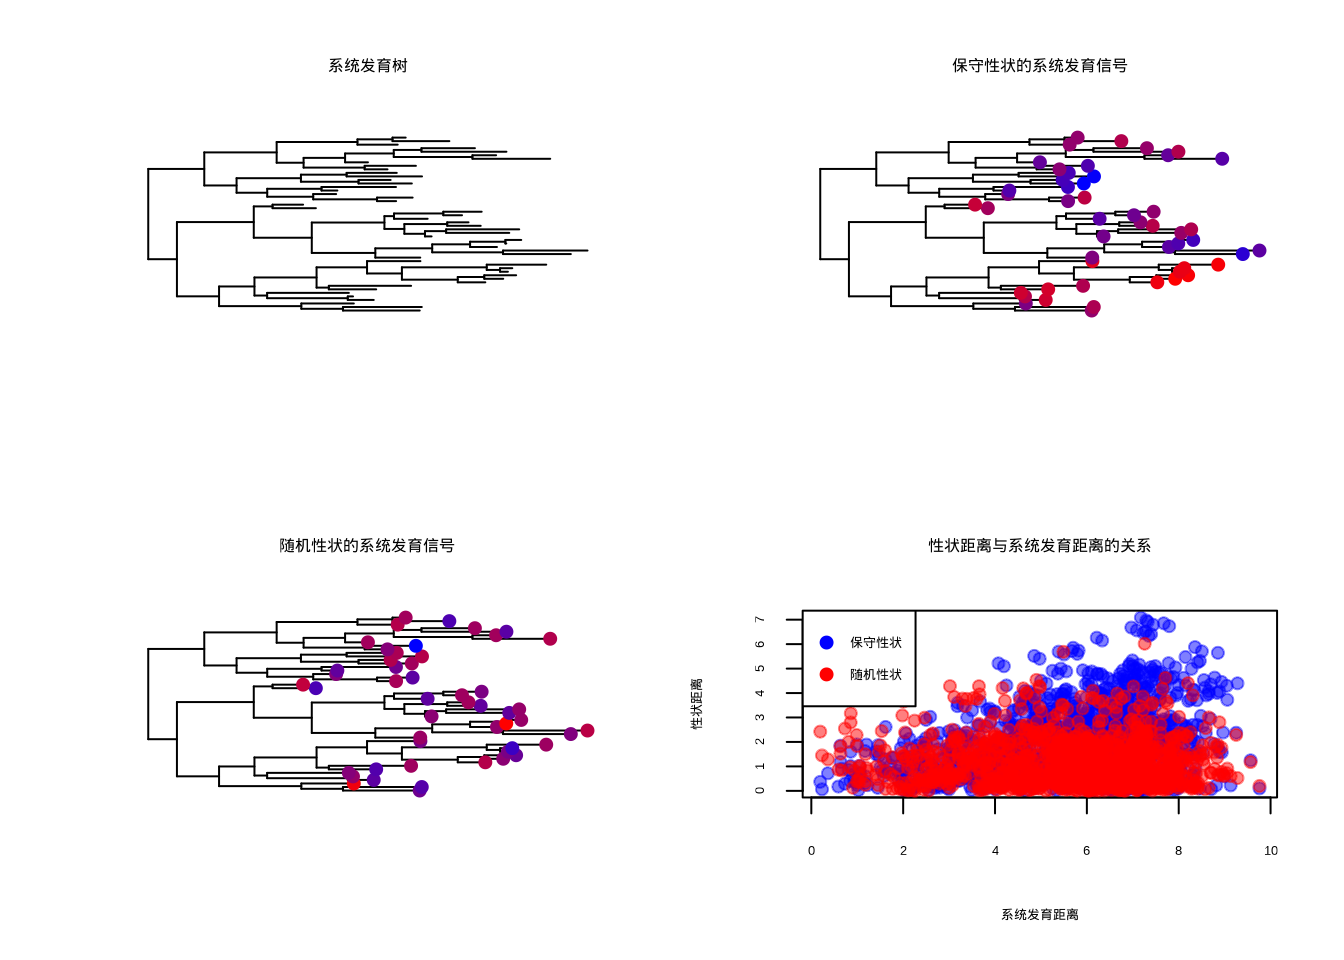 系统发育树
保守性状的系统发育信号
随机性状的系统发育信号
性状距离与系统发育距离的关系
性状距离
7
6
5
4
3
2
1
0
保守性状
随机性状
0 2 4 6 8 10
系统发育距离